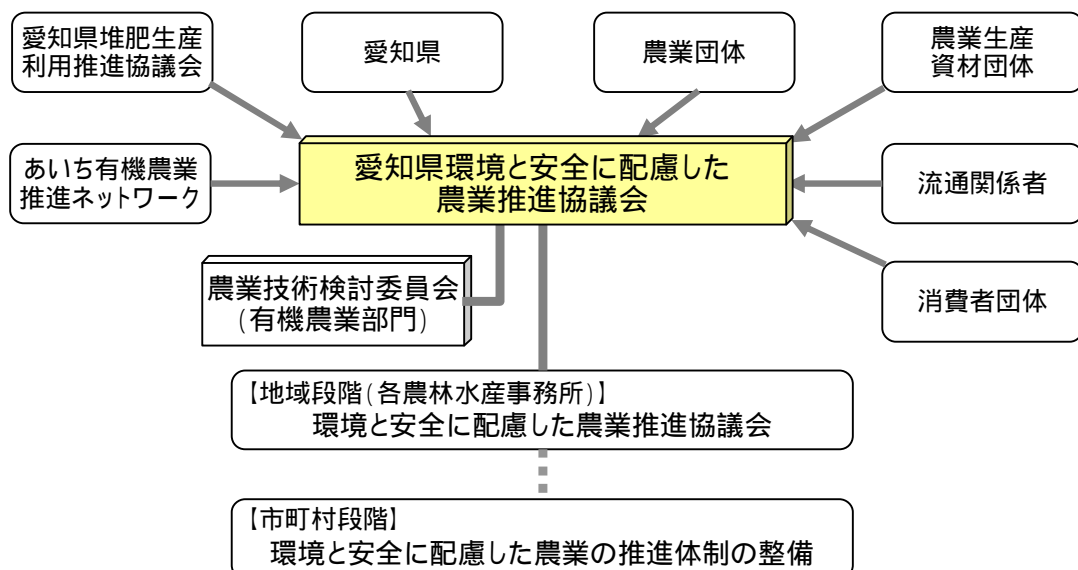 愛知県堆肥生産
利用推進協議会
愛知県
農業団体
農業生産
資材団体
あいち有機農業
推進ネットワーク
愛知県環境と安全に配慮した
農業推進協議会
流通関係者
農業技術検討委員会
(有機農業部門)
消費者団体
【地域段階(各農林水産事務所)】
環境と安全に配慮した農業推進協議会
【市町村段階】
環境と安全に配慮した農業の推進体制の整備